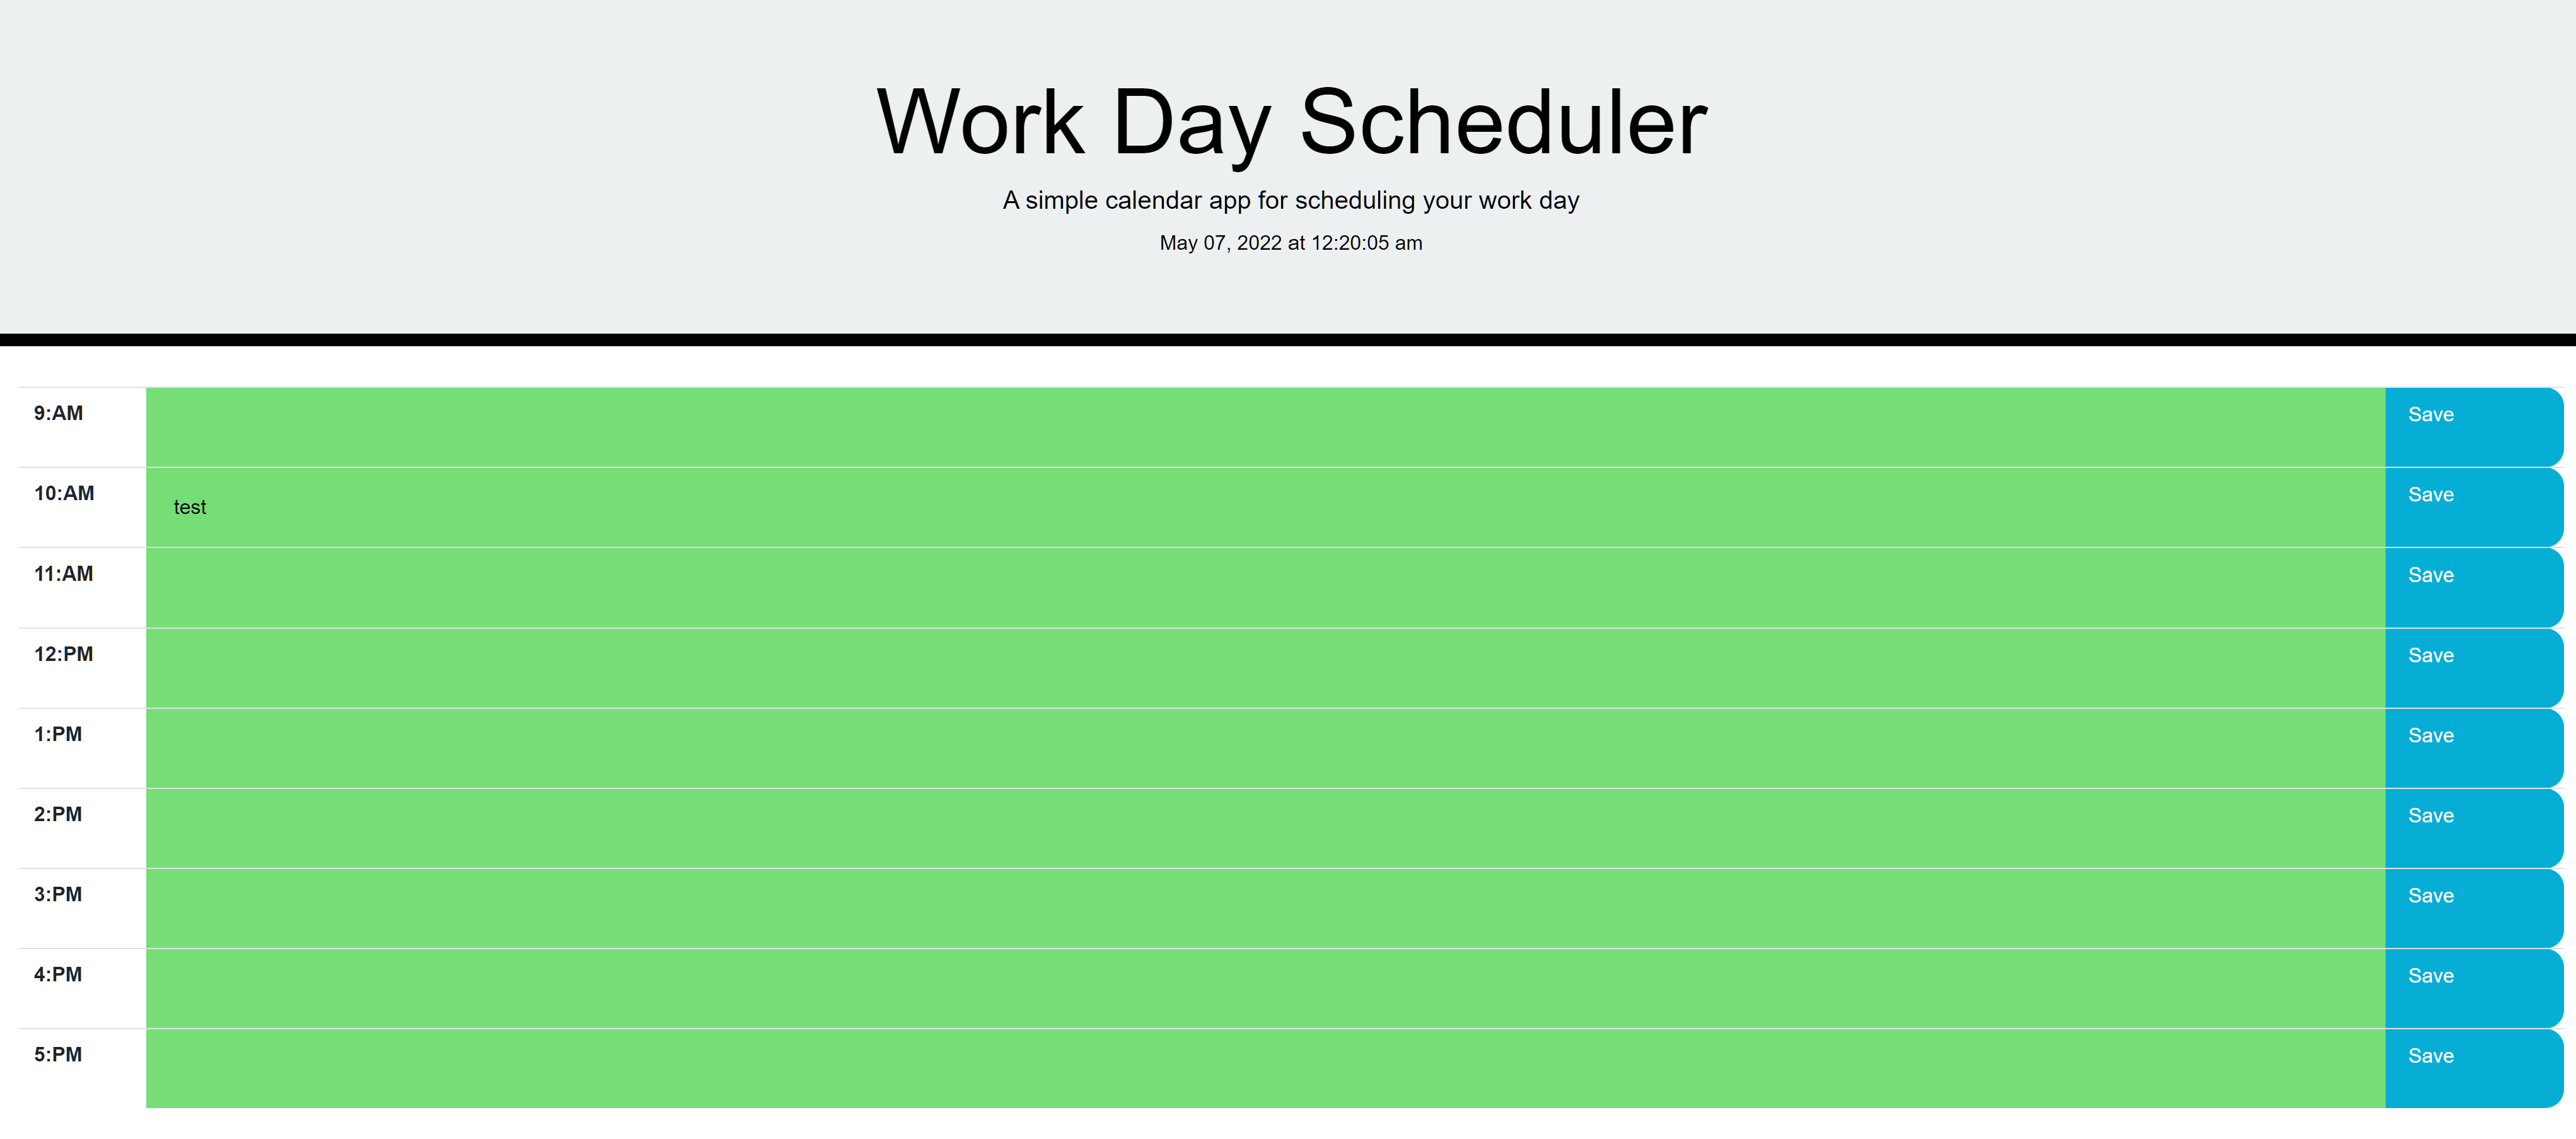 Work Day Scheduler
A simple calendar app for scheduling your work day
May 07, 2022 at 12:20:05 am
9:AM Save
10:AM test Save
11:AM Save
12:PM Save
1:PM Save
2:PM Save
3:PM Save
4:PM Save
5:PM Save